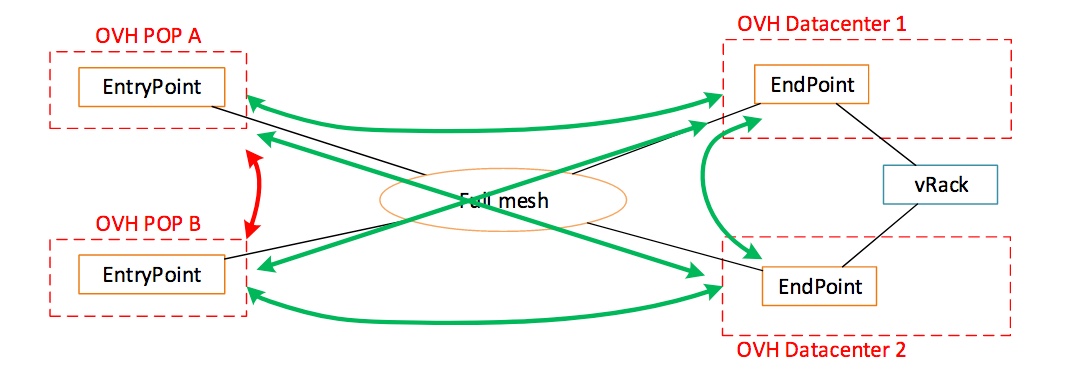 OVH POP A
EntryPoint
OVH Datacenter 1
EndPoint
Full mesh
vRack
OVH POP B
EntryPoint
EndPoint
OVH Datacenter 2